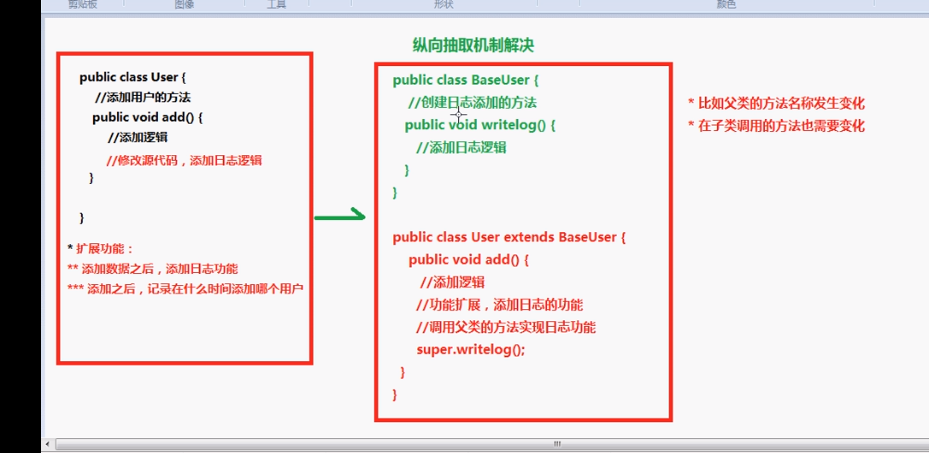 剪贴板
图像
工具
形状
颜色
纵向抽取机制解决
public class User {
//添加用户的方法
public void add() {
//添加逻辑
//修改源代码，添加日志逻辑
}
}
* 扩展功能：
** 添加数据之后，添加日志功能
*** 添加之后，记录在什么时间添加哪个用户
public class BaseUser {
//创建日志添加的方法
public void writelog() {
//添加日志逻辑
}
}
public class User extends BaseUser {
public void add() {
//添加逻辑
//功能扩展，添加日志的功能
//调用父类的方法实现日志功能
super.writelog();
}
}
* 比如父类的方法名称发生变化
* 在子类调用的方法也需要变化